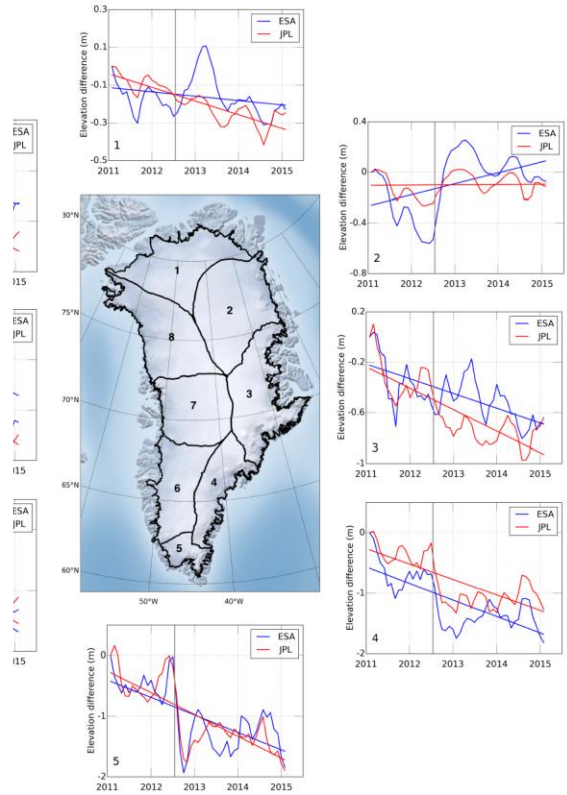 0.3
ESA
JPL
Elevation difference (m)
0.1
-0.1
-0.3
-0.5
1
2011 2012 2013 2014 2015
ESA
JPL
2015
0.4
ESA
JPL
Elevation difference (m)
0
-0.4
-0.8
2
2011 2012 2013 2014 2015
30°N
75°N
70°N
65°N
60°N
50°W 40°W
1
2
8
3
7
6
4
5
ESA
JPL
2015
-0.2
ESA
JPL
Elevation difference (m)
-0.6
-1
3
2011 2012 2013 2014 2015
ESA
JPL
2015
0
ESA
JPL
Elevation difference (m)
-1
-2
4
2011 2012 2013 2014 2015
0
ESA
JPL
Elevation difference (m)
-1
-2
5
2011 2012 2013 2014 2015